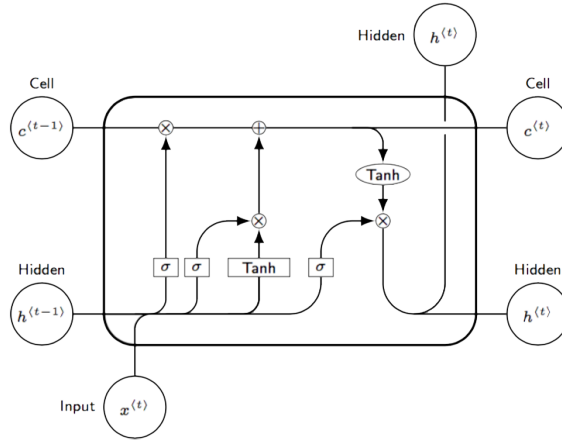 Hidden
h⟨t⟩
Cell
c⟨t−1⟩
×
+
Cell
c⟨t⟩
Tanh
×
×
σ
σ
Tanh
σ
Hidden
h⟨t−1⟩
Hidden
h⟨t⟩
Input
x⟨t⟩